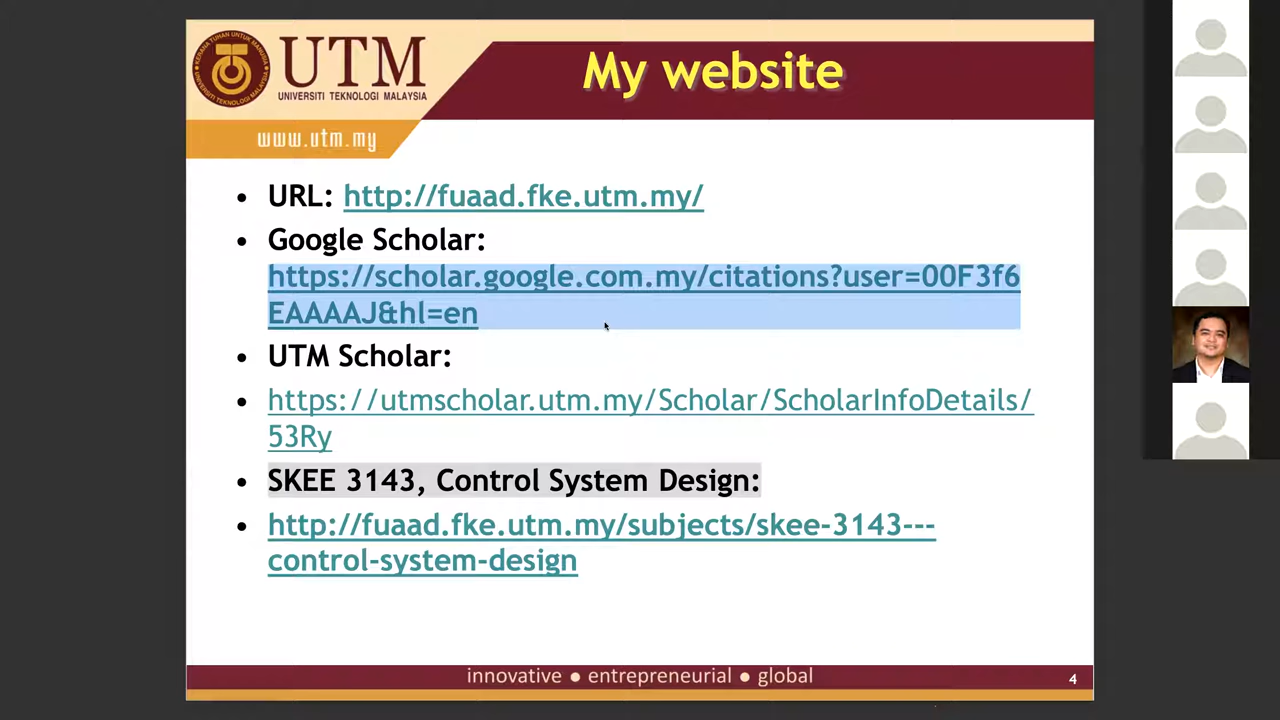 UTM
UNIVERSITI TEKNOLOGI MALAYSIA
My website
www.utm.my
• URL: http://fuaad.fke.utm.my/
• Google Scholar:
https://scholar.google.com.my/citations?user=00F3f6
EAAAAJ&hl=en
• UTM Scholar:
• https://utmscholar.utm.my/Scholar/ScholarInfoDetails/
53Ry
• SKEE 3143, Control System Design:
• http://fuaad.fke.utm.my/subjects/skee-3143---
control-system-design
innovative ● entrepreneurial ● global
4